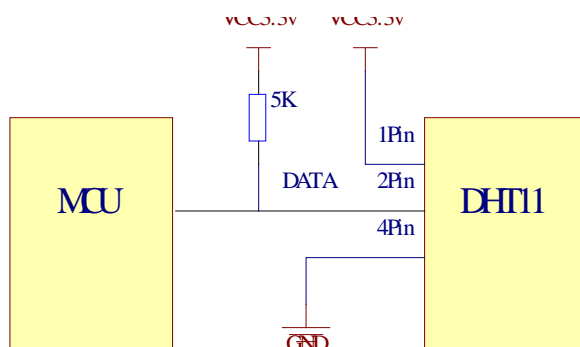 VCC3.3V VCC3.3V
5K
1Pin
DATA 2Pin
MCU DHT11
4Pin
GND